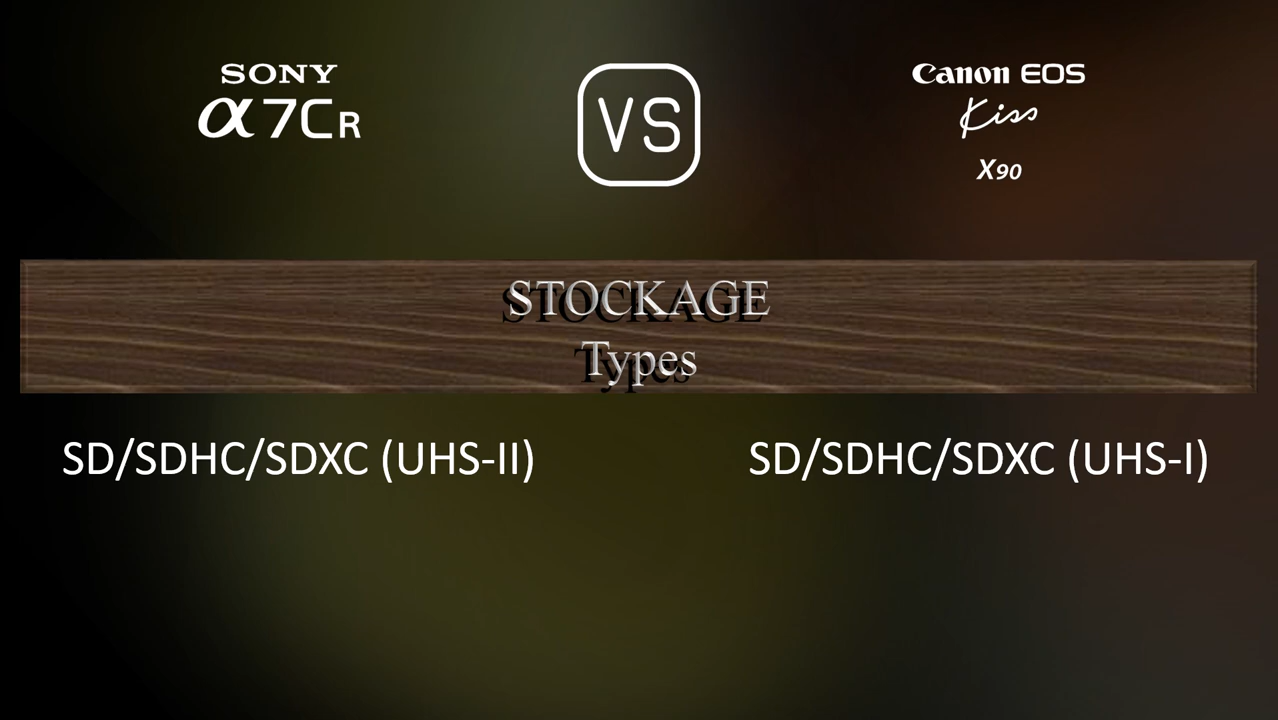 SONY
α7CR
VS
Canon EOS
Kiss
X90
STOCKAGE
Types
SD/SDHC/SDXC (UHS-II)
SD/SDHC/SDXC (UHS-I)